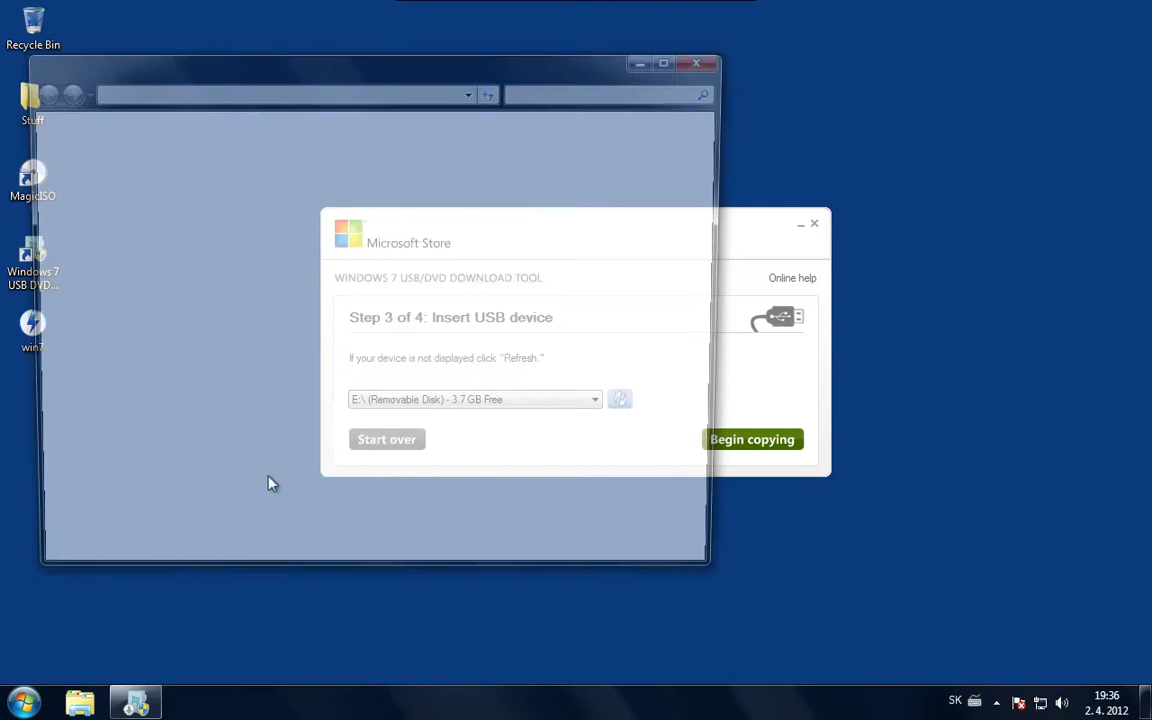 Recycle Bin
Stuff
MagicISO
Windows 7
USB DVD...
win7
Microsoft Store
WINDOWS 7 USB/DVD DOWNLOAD TOOL
Online help
Step 3 of 4: Insert USB device
If your device is not displayed click "Refresh."
E:\ (Removable Disk) - 3.7 GB Free
Start over
Begin copying
SK
19:36
2. 4. 2012